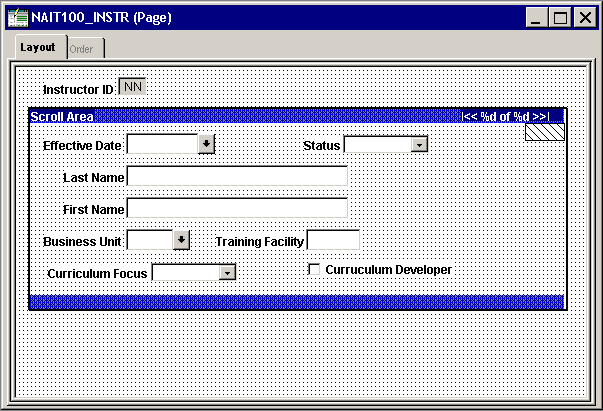 NAIT100_INSTR (Page)
Layout Order
Instructor ID NN
Scroll Area |<< %d of %d >>|
Effective Date Status
Last Name
First Name
Business Unit Training Facility
Curriculum Focus Curruculum Developer